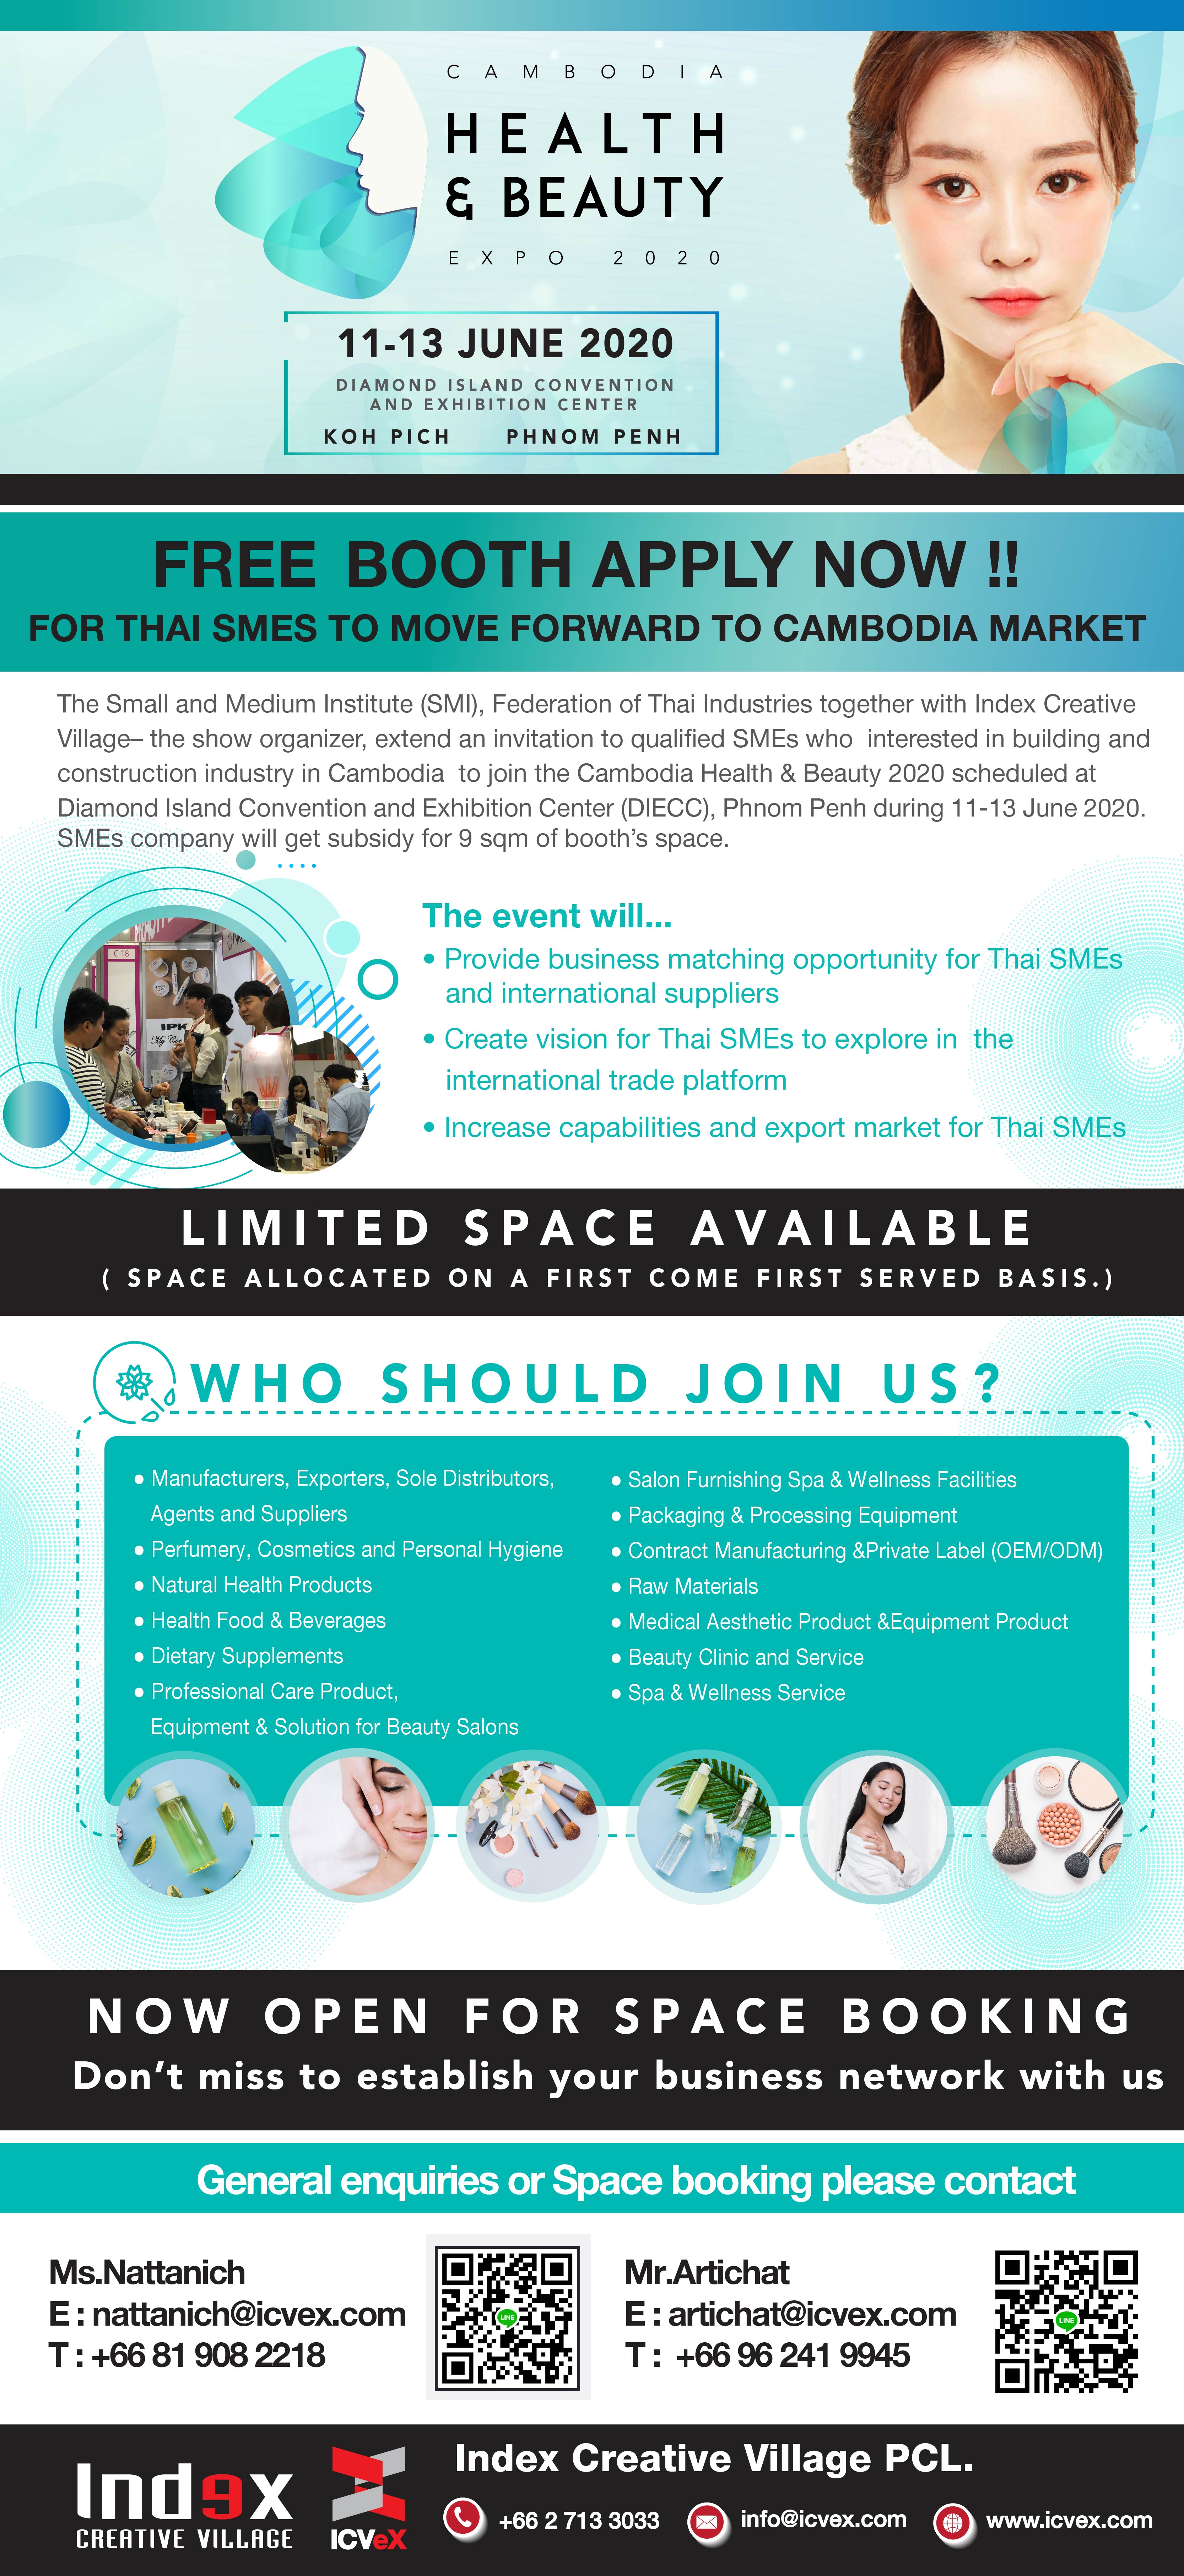 CAMBODIA
HEALTH
& BEAUTY
EXPO 2020
11-13 JUNE 2020
DIAMOND ISLAND CONVENTION
AND EXHIBITION CENTER
KOH PICH PHNOM PENH
FREE BOOTH APPLY NOW !!
FOR THAI SMES TO MOVE FORWARD TO CAMBODIA MARKET
The Small and Medium Institute (SMI), Federation of Thai Industries together with Index Creative
Village– the show organizer, extend an invitation to qualified SMEs who interested in building and
construction industry in Cambodia to join the Cambodia Health & Beauty 2020 scheduled at
Diamond Island Convention and Exhibition Center (DIECC), Phnom Penh during 11-13 June 2020.
SMEs company will get subsidy for 9 sqm of booth's space.
The event will...
• Provide business matching opportunity for Thai SMEs
and international suppliers
• Create vision for Thai SMEs to explore in the
international trade platform
• Increase capabilities and export market for Thai SMEs
C-18
IPK
LIMITED SPACE AVAILABLE
( SPACE ALLOCATED ON A FIRST COME FIRST SERVED BASIS.)
WHO SHOULD JOIN US?
• Manufacturers, Exporters, Sole Distributors,
Agents and Suppliers
• Perfumery, Cosmetics and Personal Hygiene
• Natural Health Products
• Health Food & Beverages
• Dietary Supplements
• Professional Care Product,
Equipment & Solution for Beauty Salons
• Salon Furnishing Spa & Wellness Facilities
• Packaging & Processing Equipment
• Contract Manufacturing &Private Label (OEM/ODM)
• Raw Materials
• Medical Aesthetic Product &Equipment Product
• Beauty Clinic and Service
• Spa & Wellness Service
NOW OPEN FOR SPACE BOOKING
Don't miss to establish your business network with us
General enquiries or Space booking please contact
Ms.Nattanich
E : nattanich@icvex.com
T : +66 81 908 2218
LINE
Mr.Artichat
E : artichat@icvex.com
T : +66 96 241 9945
LINE
Index
CREATIVE VILLAGE
ICVeX
Index Creative Village PCL.
+66 2 713 3033
info@icvex.com
www.icvex.com